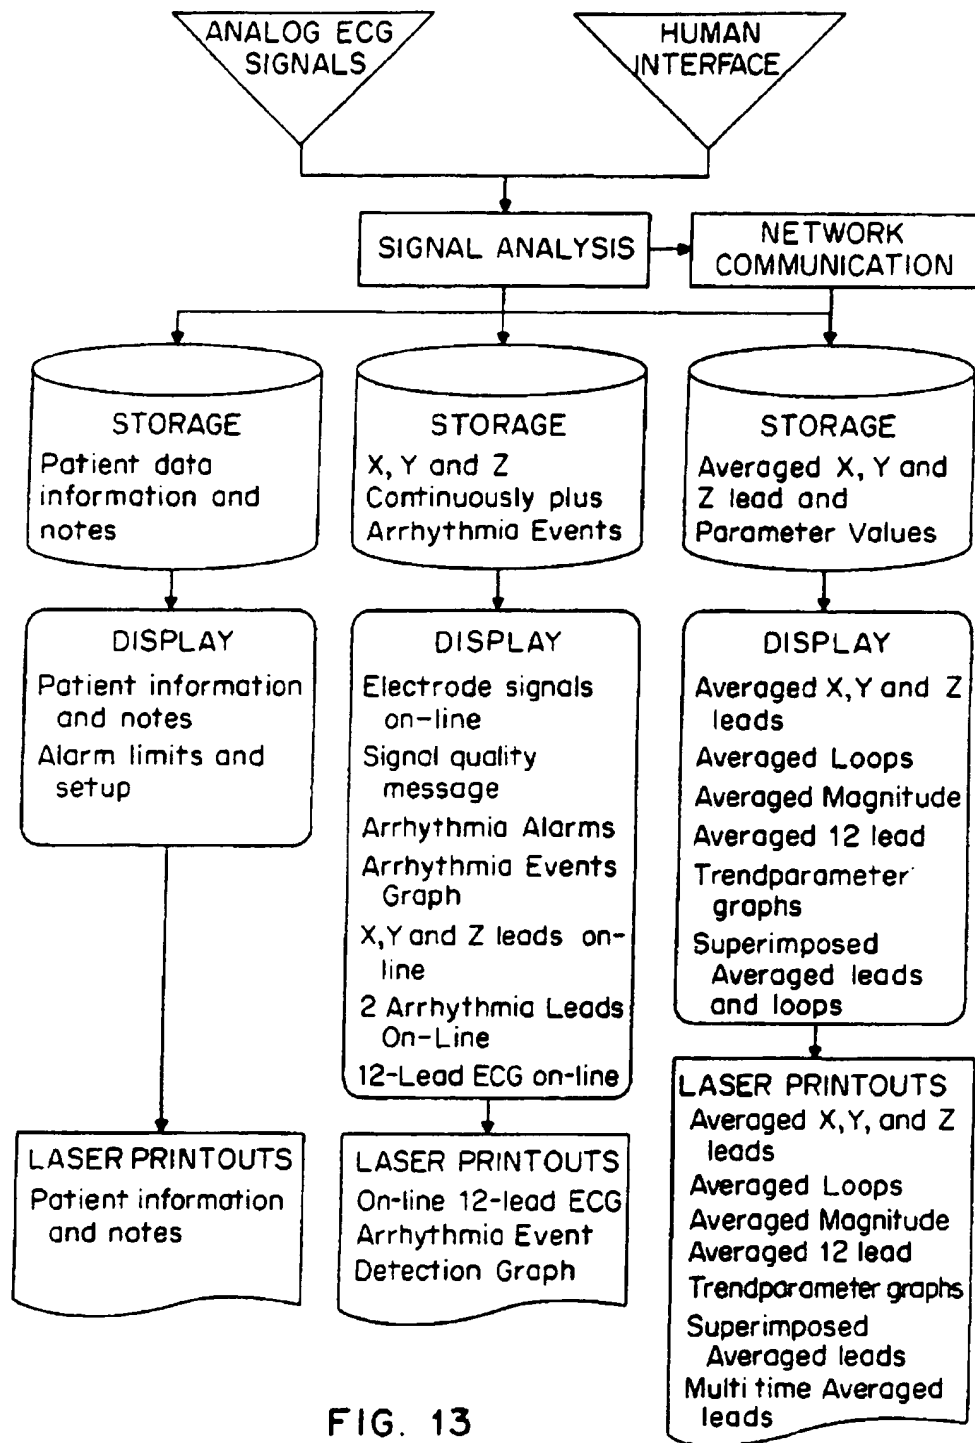 ANALOG ECG
SIGNALS
HUMAN
INTERFACE
SIGNAL ANALYSIS
NETWORK
COMMUNICATION
STORAGE
Patient data
information and
notes
STORAGE
X, Y and Z
Continuously plus
Arrhythmia Events
STORAGE
Averaged X, Y and
Z lead and
Parameter Values
DISPLAY
Patient information
and notes
Alarm limits and
setup
DISPLAY
Electrode signals
on-line
Signal quality
message
Arrhythmia Alarms
Arrhythmia Events
Graph
X, Y and Z leads on-
line
2 Arrhythmia Leads
On-Line
12-Lead ECG on-line
DISPLAY
Averaged X, Y and Z
leads
Averaged Loops
Averaged Magnitude
Averaged 12 lead
Trendparameter
graphs
Superimposed
Averaged leads
and loops
LASER PRINTOUTS
Patient information
and notes
LASER PRINTOUTS
On-line 12-lead ECG
Arrhythmia Event
Detection Graph
LASER PRINTOUTS
Averaged X, Y, and Z
leads
Averaged Loops
Averaged Magnitude
Averaged 12 lead
Trendparameter graphs
Superimposed
Averaged leads
Multi time Averaged
leads
FIG. 13